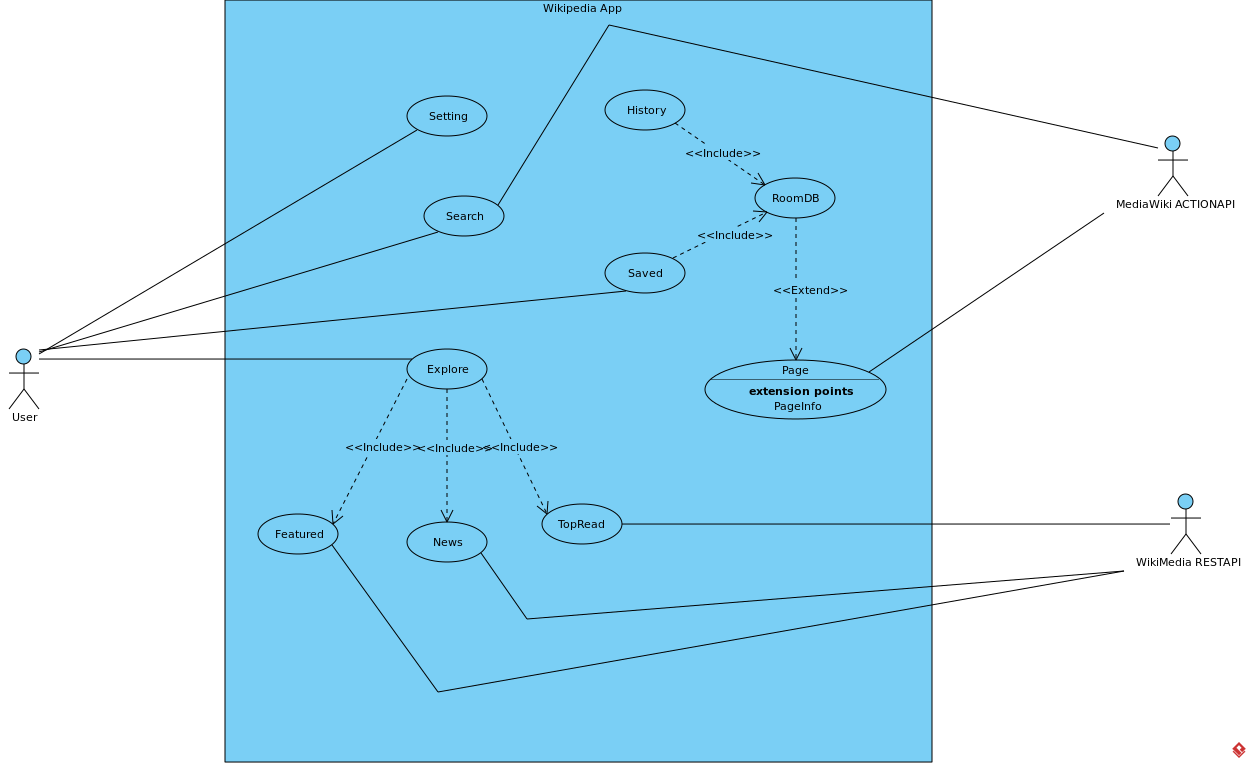 Wikipedia App
Setting
History
<<Include>>
MediaWiki ACTIONAPI
RoomDB
Search
<<Include>>
Saved
<<Extend>>
Explore
Page
extension points
PageInfo
User
<<Include>>
<<Include>>
<<Include>>
Featured
News
TopRead
WikiMedia RESTAPI